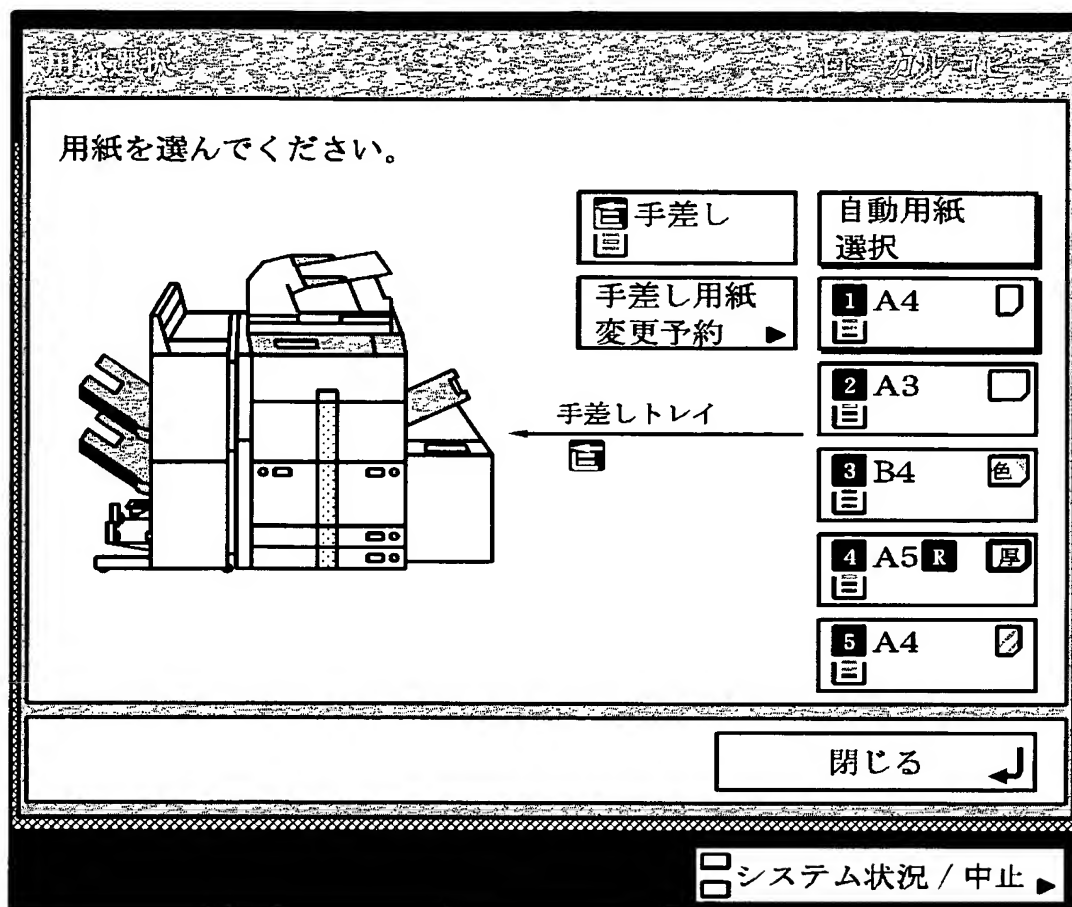 用紙選択
ローカルコピー
用紙を選んでください。
手差し
自動用紙
選択
手差し用紙
変更予約
1 A4
2 A3
手差しトレイ
3 B4 色
4 A5 R 厚
5 A4
閉じる
システム状況 / 中止